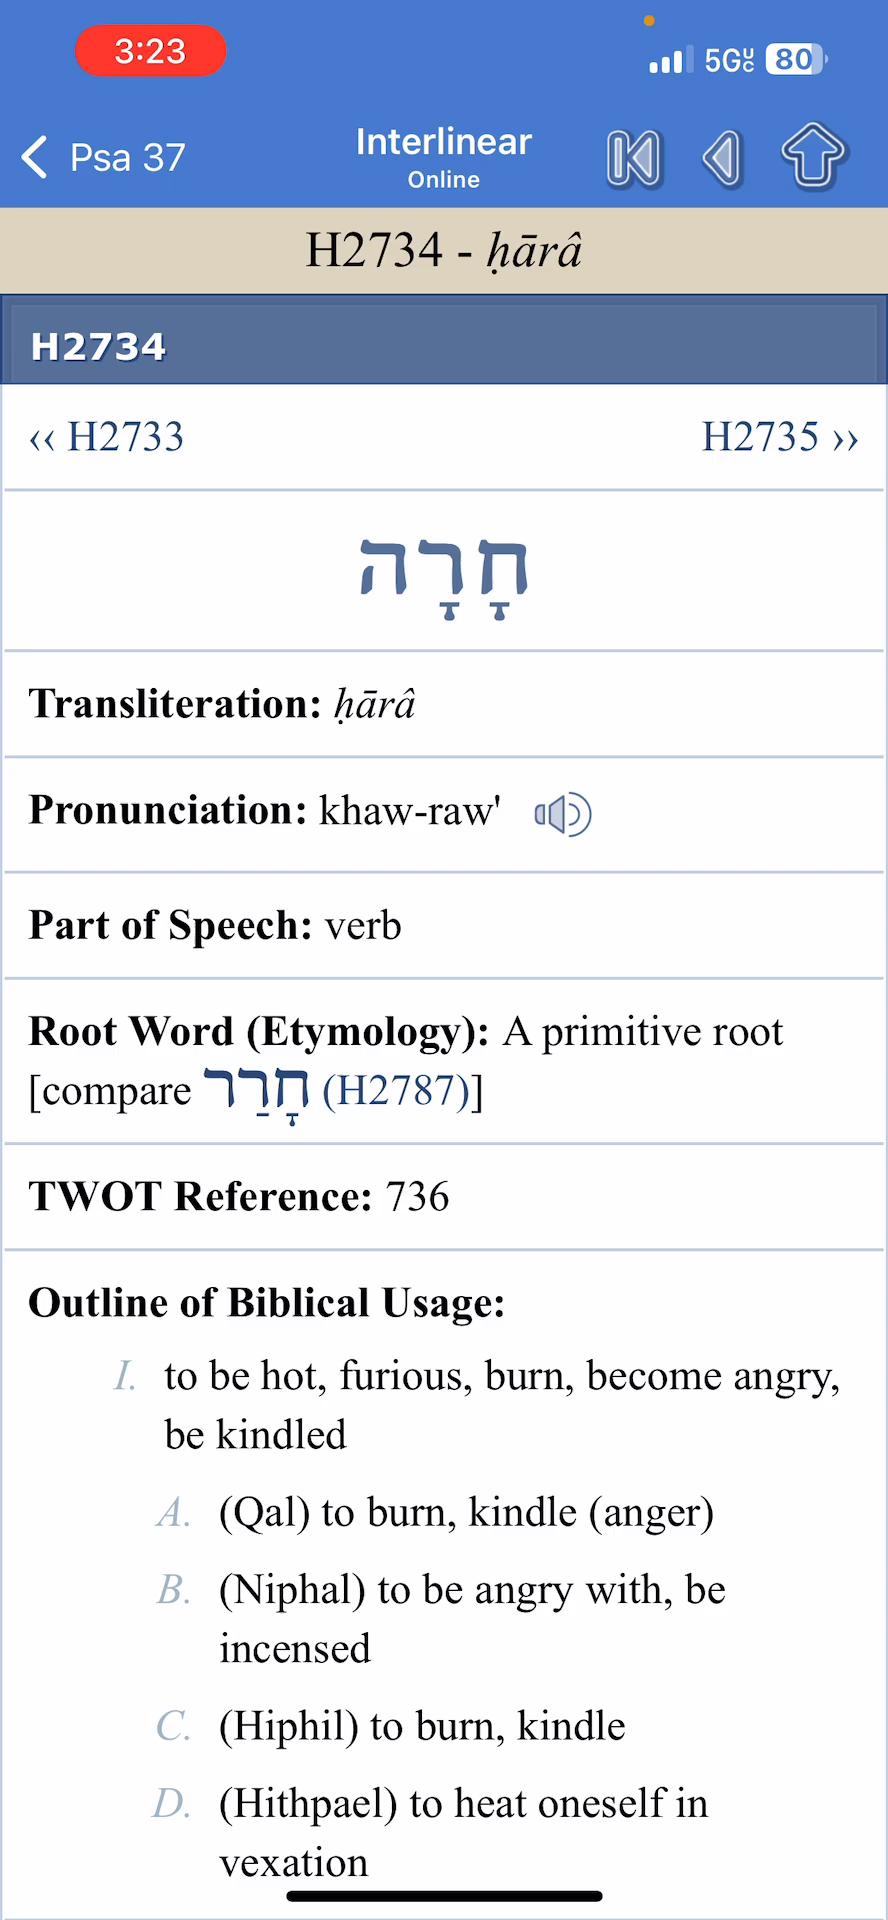 3:23
5G UC 80
Psa 37
Interlinear
Online
H2734 - ḥārâ
H2734
‹‹ H2733 H2735 ››
חָרָה
Transliteration: ḥārâ
Pronunciation: khaw-raw'
Part of Speech: verb
Root Word (Etymology): A primitive root
[compare חָרַר (H2787)]
TWOT Reference: 736
Outline of Biblical Usage:
I. to be hot, furious, burn, become angry,
be kindled
A. (Qal) to burn, kindle (anger)
B. (Niphal) to be angry with, be
incensed
C. (Hiphil) to burn, kindle
D. (Hithpael) to heat oneself in
vexation